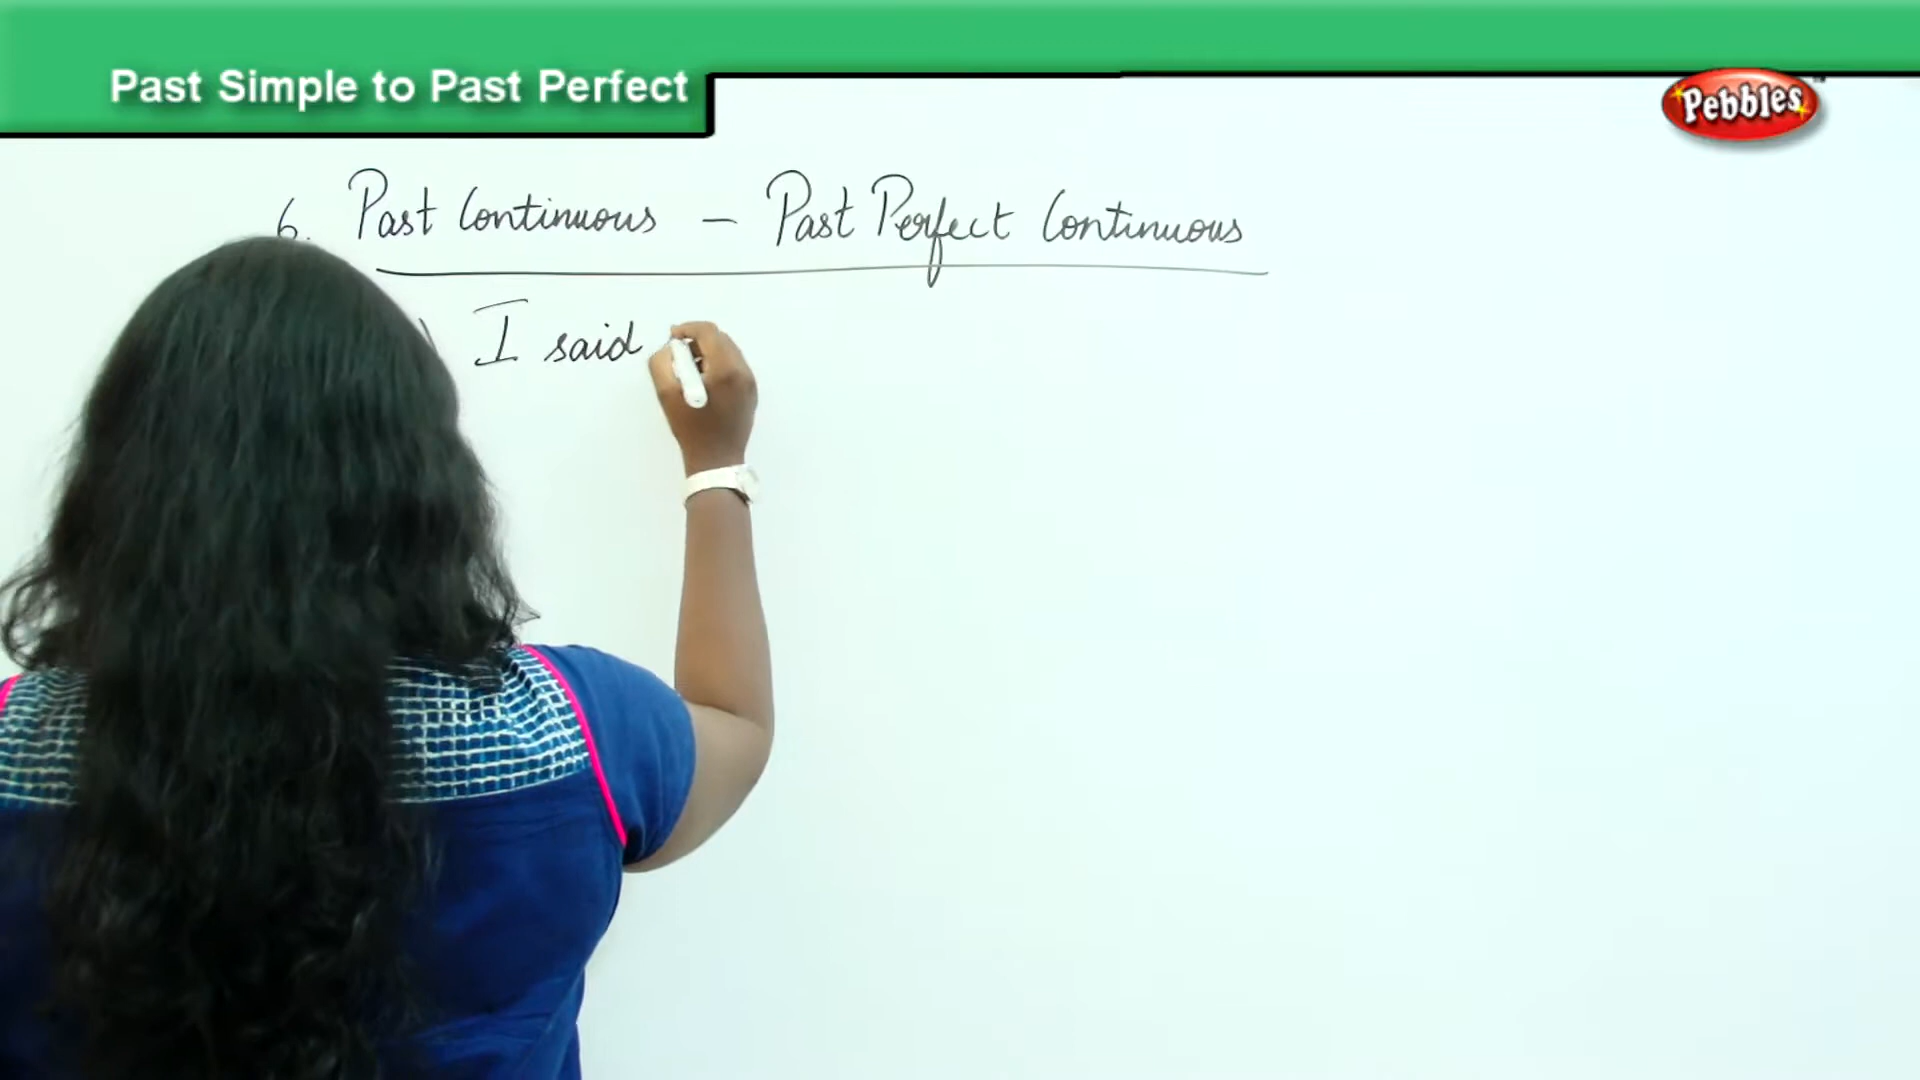 Past Simple to Past Perfect
Pebbles
6. Past Continuous – Past Perfect Continuous
) I said